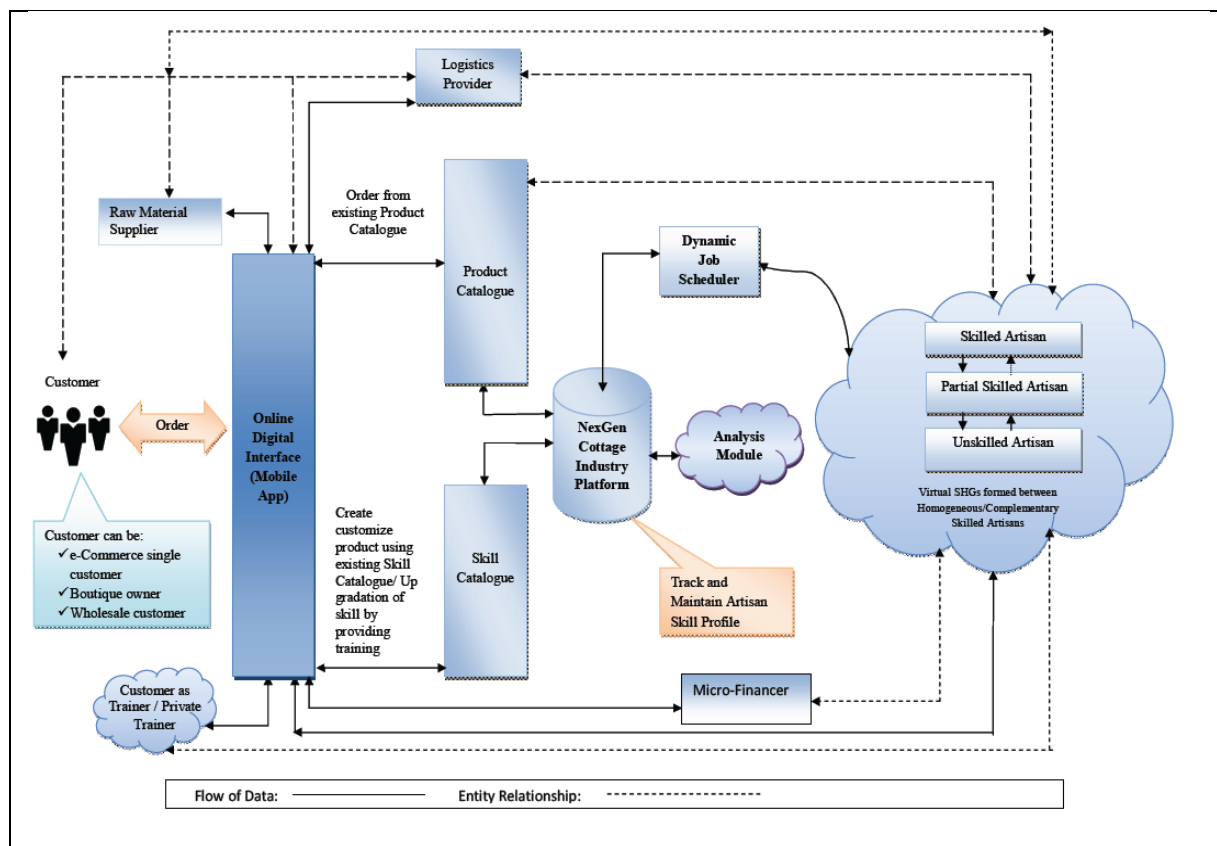 Logistics
Provider
Raw Material
Supplier
Order from
existing Product
Catalogue
Product
Catalogue
Dynamic
Job
Scheduler
Skilled Artisan
Partial Skilled Artisan
Unskilled Artisan
Virtual SHGs formed between
Homogeneous/Complementary
Skilled Artisans
Customer
Order
Online
Digital
Interface
(Mobile
App)
NexGen
Cottage
Industry
Platform
Analysis
Module
Customer can be:
✓e-Commerce single
customer
✓Boutique owner
✓Wholesale customer
Create
customize
product using
existing Skill
Catalogue/ Up
gradation of
skill by
providing
training
Skill
Catalogue
Track and
Maintain Artisan
Skill Profile
Customer as
Trainer / Private
Trainer
Micro-Financer
Flow of Data:
Entity Relationship: